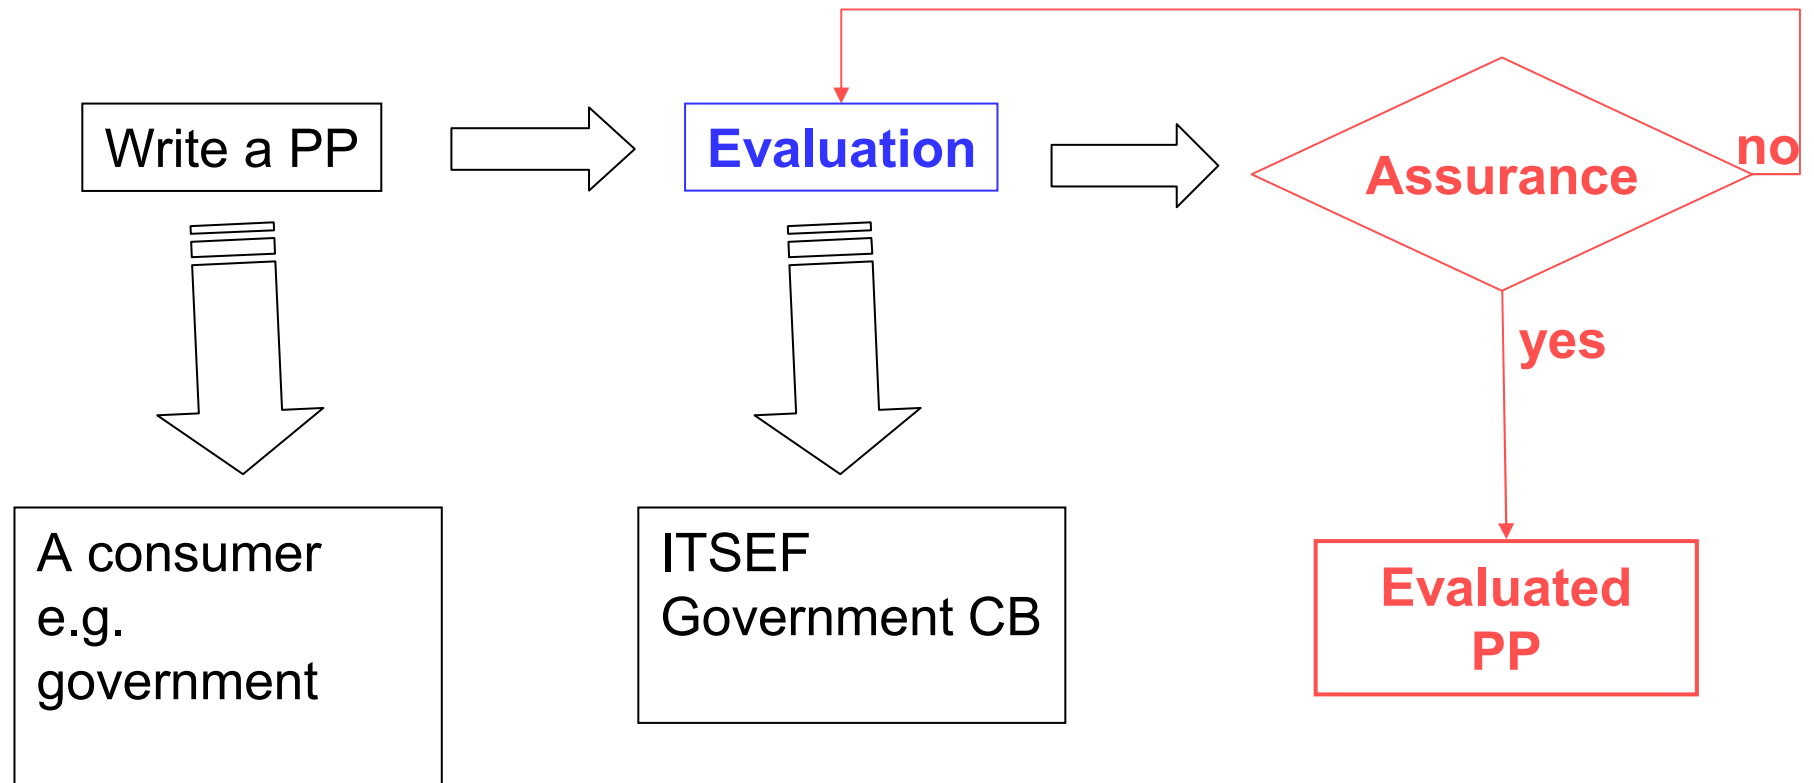 Write a PP
Evaluation
Assurance
no
yes
A consumer
e.g.
government
ITSEF
Government CB
Evaluated
PP